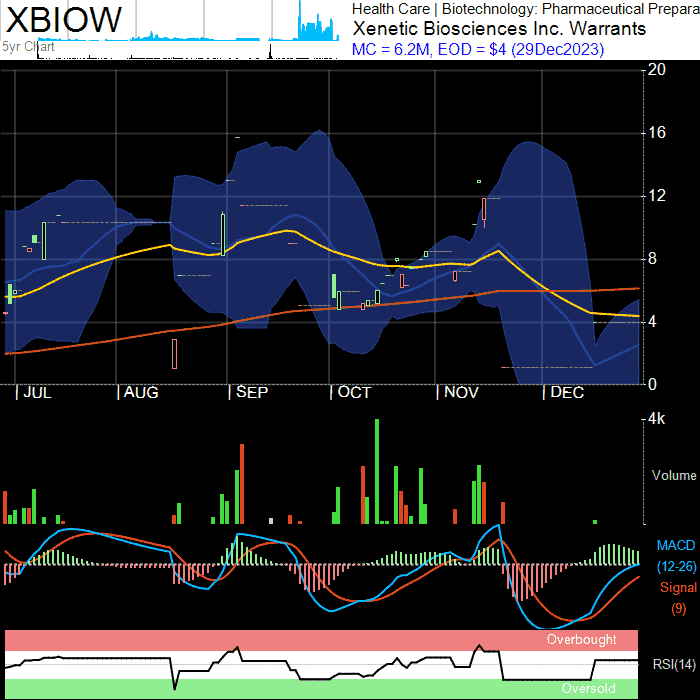 XBIOW
5yr Chart
Health Care | Biotechnology: Pharmaceutical Prepara
Xenetic Biosciences Inc. Warrants
MC = 6.2M, EOD = $4 (29Dec2023)
20
16
12
8
4
0
| JUL | AUG | SEP | OCT | NOV | DEC
4k
Volume
MACD
(12-26)
Signal
(9)
Overbought
RSI(14)
Oversold